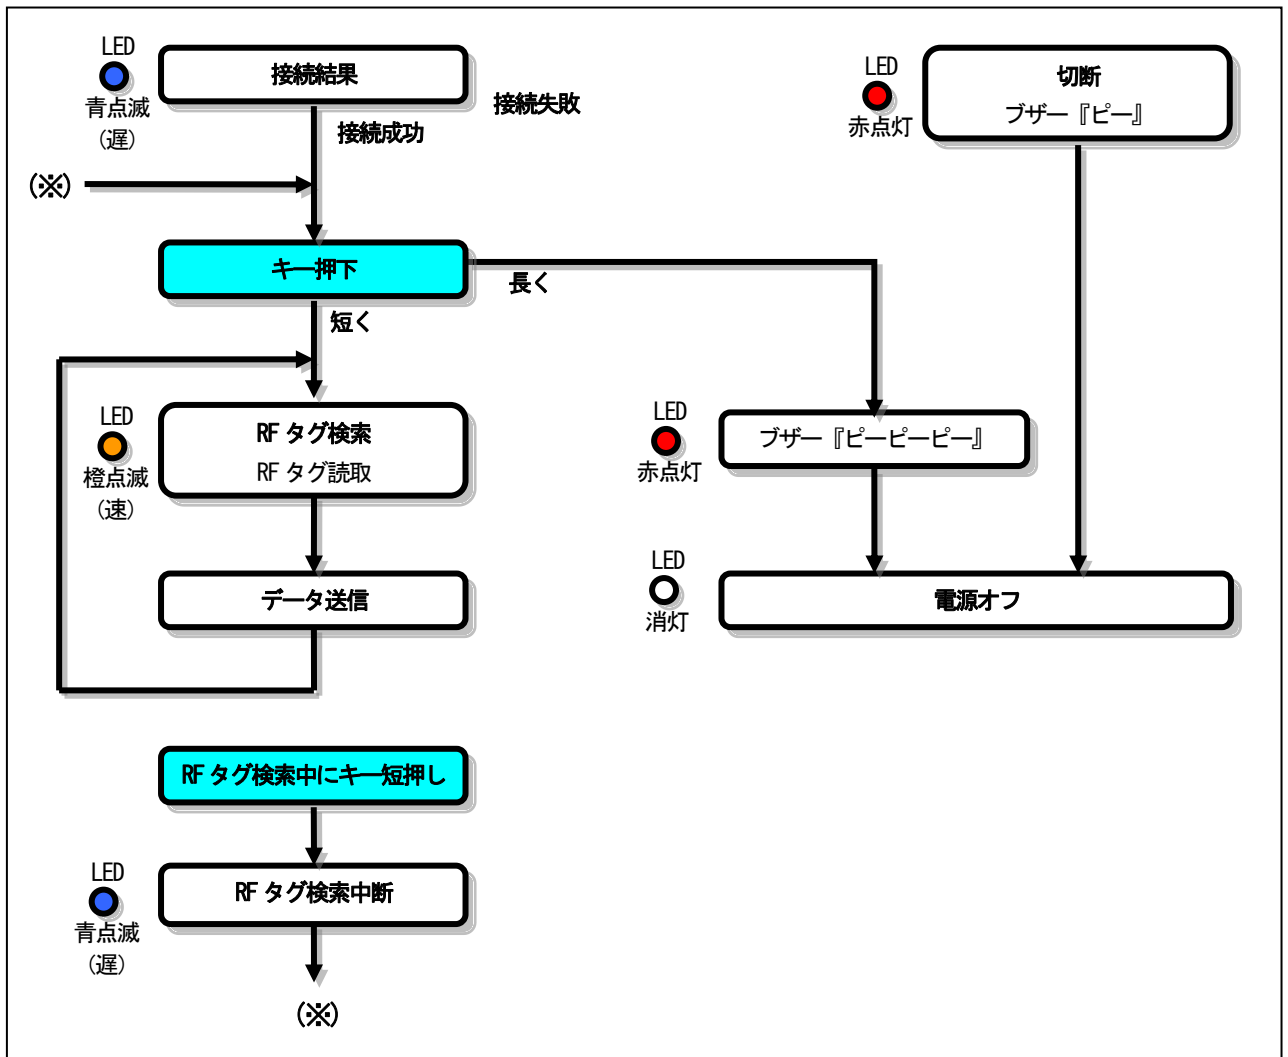 LED
青点滅
(遅)
接続結果
接続失敗
接続成功
LED
赤点灯
切断
ブザー『ピー』
(※)
キー押下
長く
短く
LED
橙点滅
(速)
RF タグ検索
RF タグ読取
LED
赤点灯
ブザー『ピーピーピー』
データ送信
LED
消灯
電源オフ
RF タグ検索中にキー短押し
LED
青点滅
(遅)
RF タグ検索中断
(※)